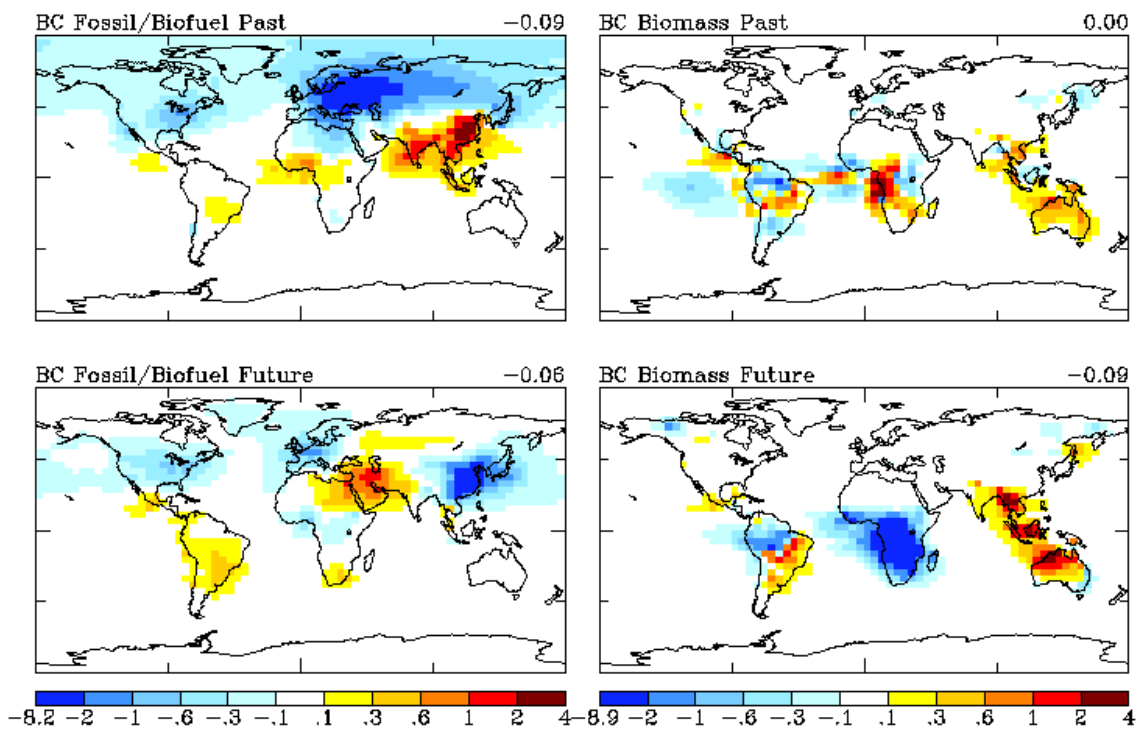 BC Fossil/Biofuel Past −0.09
BC Biomass Past 0.00
BC Fossil/Biofuel Future −0.06
BC Biomass Future −0.09
−8.2 −2 −1 −.6 −.3 −.1 .1 .3 .6 1 2 4
−8.9 −2 −1 −.6 −.3 −.1 .1 .3 .6 1 2 4